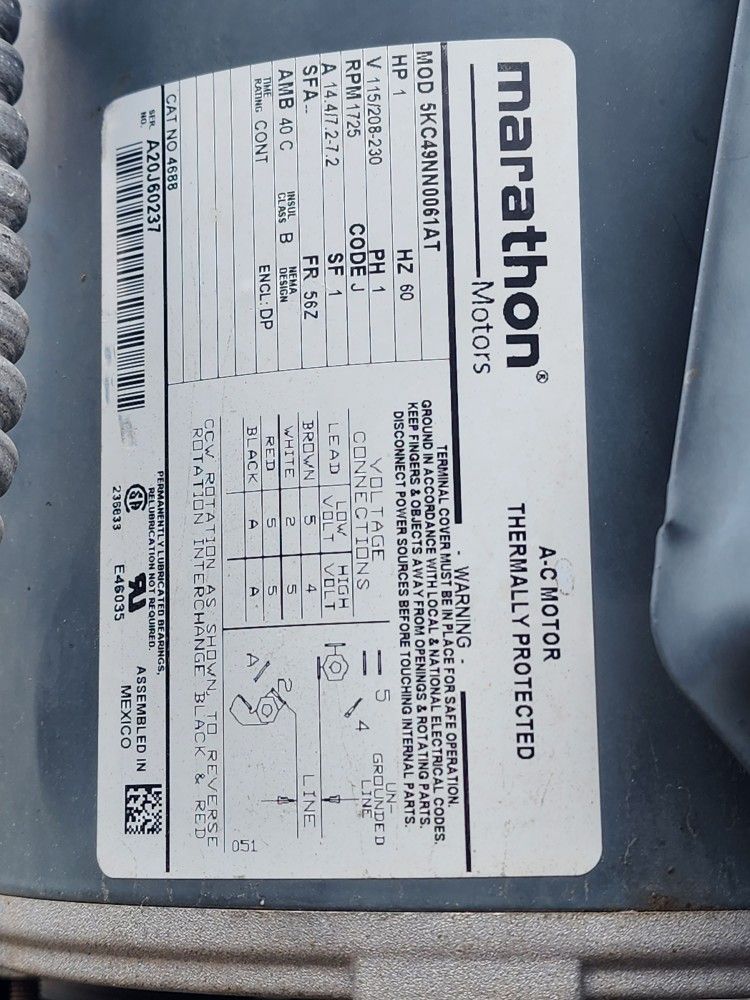 marathon®
Motors
A-C MOTOR
THERMALLY PROTECTED
MOD 5KC49NN0061AT
HP 1 HZ 60
V 115/208-230 PH 1
RPM 1725 CODE J
A 14.4/7.2-7.2 SF 1
SFA -- FR 56Z
AMB 40 C INSUL CLASS B NEMA DESIGN
TIME RATING CONT ENCL: DP
CAT NO 4688
SER. NO. A20J60237
- WARNING -
TERMINAL COVER MUST BE IN PLACE FOR SAFE OPERATION.
GROUND IN ACCORDANCE WITH LOCAL & NATIONAL ELECTRICAL CODES.
KEEP FINGERS & OBJECTS AWAY FROM OPENINGS & ROTATING PARTS.
DISCONNECT POWER SOURCES BEFORE TOUCHING INTERNAL PARTS.
VOLTAGE
CONNECTIONS
LEAD LOW VOLT HIGH VOLT
BROWN 5 4
WHITE 2 5
RED 5 5
BLACK A A
5
4
UN-
GROUNDED
LINE
2
LINE
A
CCW ROTATION AS SHOWN, TO REVERSE
ROTATION INTERCHANGE BLACK & RED
051
PERMANENTLY LUBRICATED BEARINGS,
RELUBRICATION NOT REQUIRED.
236633 E46035
ASSEMBLED IN
MEXICO